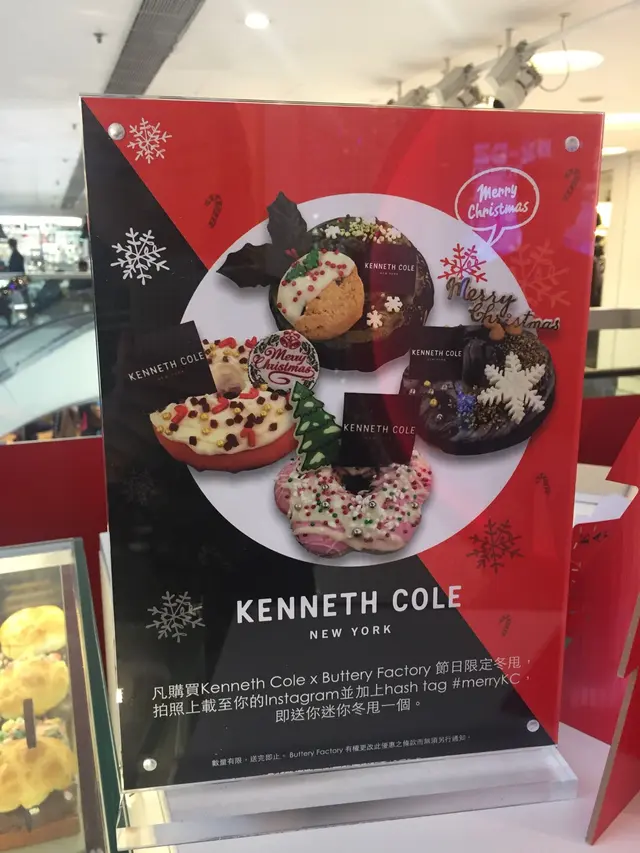 Merry
Christmas
KENNETH COLE
NEW YORK
Merry
Christmas
KENNETH COLE
Merry
Christmas
KENNETH COLE
KENNETH COLE
KENNETH COLE
NEW YORK
凡購買Kenneth Cole x Buttery Factory 節日限定冬甩，
拍照上載至你的Instagram並加上hash tag #merryKC，
即送你迷你冬甩一個。
數量有限，送完即止。Buttery Factory 有權更改此優惠之條款而無須另行通知。